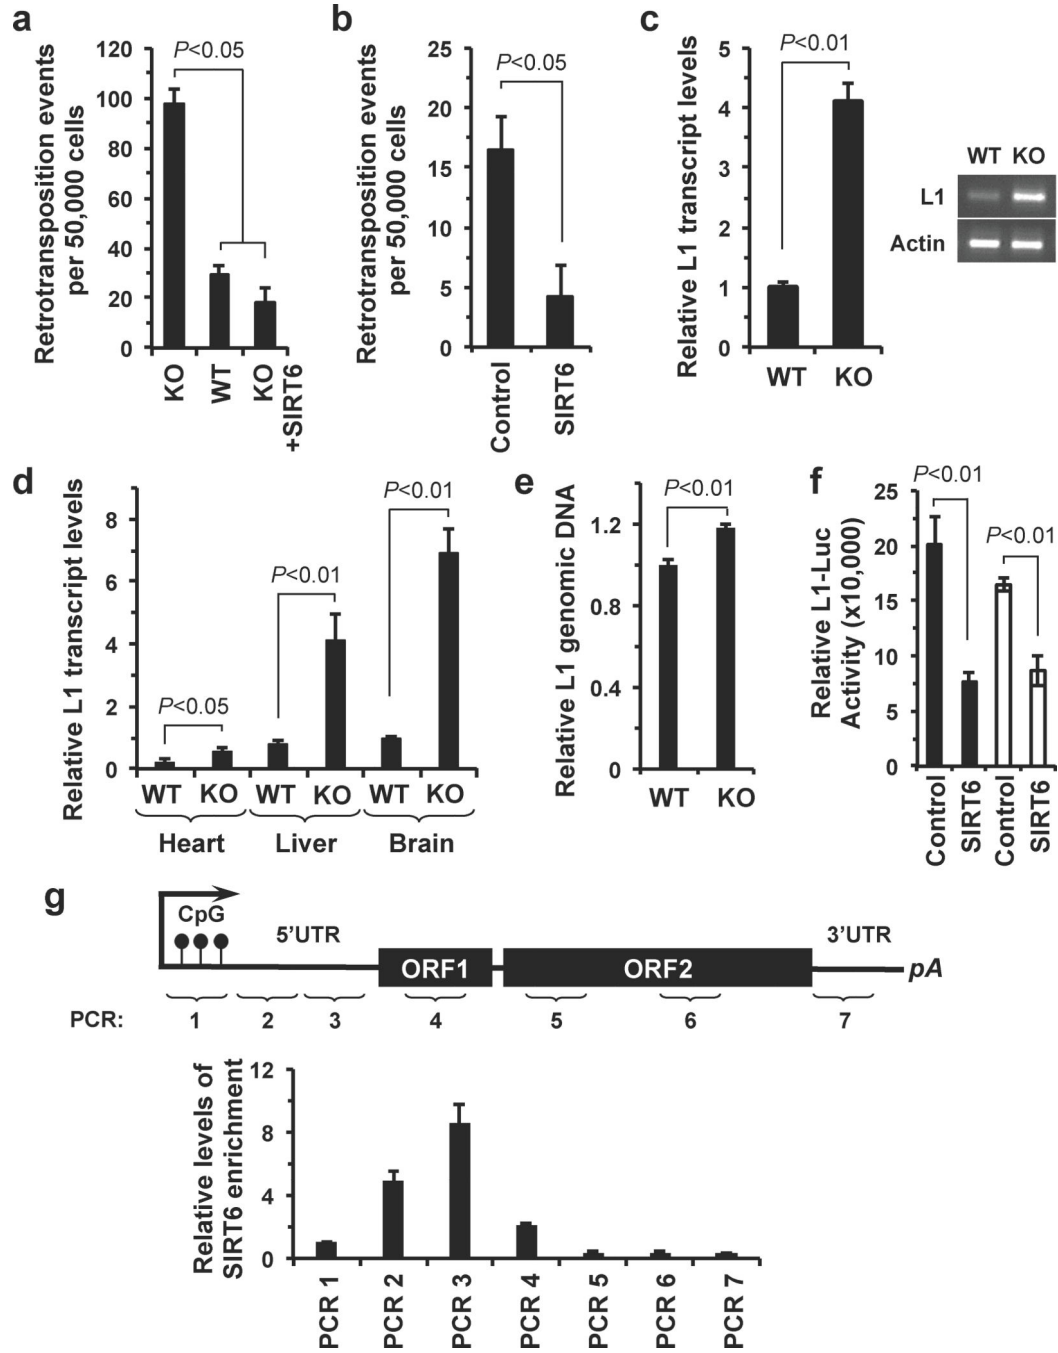 a
Retrotransposition events
per 50,000 cells
120
100
80
60
40
20
0
P<0.05
KO
WT
KO
+SIRT6
b
Retrotransposition events
per 50,000 cells
25
20
15
10
5
0
P<0.05
Control
SIRT6
c
Relative L1 transcript levels
5
4
3
2
1
0
P<0.01
WT
KO
WT KO
L1
Actin
d
Relative L1 transcript levels
8
6
4
2
0
P<0.05
P<0.01
P<0.01
WT KO WT KO WT KO
Heart Liver Brain
e
Relative L1 genomic DNA
1.2
0.8
0.4
0
P<0.01
WT KO
f
Relative L1-Luc
Activity (x10,000)
25
20
15
10
5
0
P<0.01
P<0.01
Control
SIRT6
Control
SIRT6
g
CpG
5'UTR
ORF1
ORF2
3'UTR
pA
PCR: 1 2 3 4 5 6 7
Relative levels of
SIRT6 enrichment
12
8
4
0
PCR 1
PCR 2
PCR 3
PCR 4
PCR 5
PCR 6
PCR 7